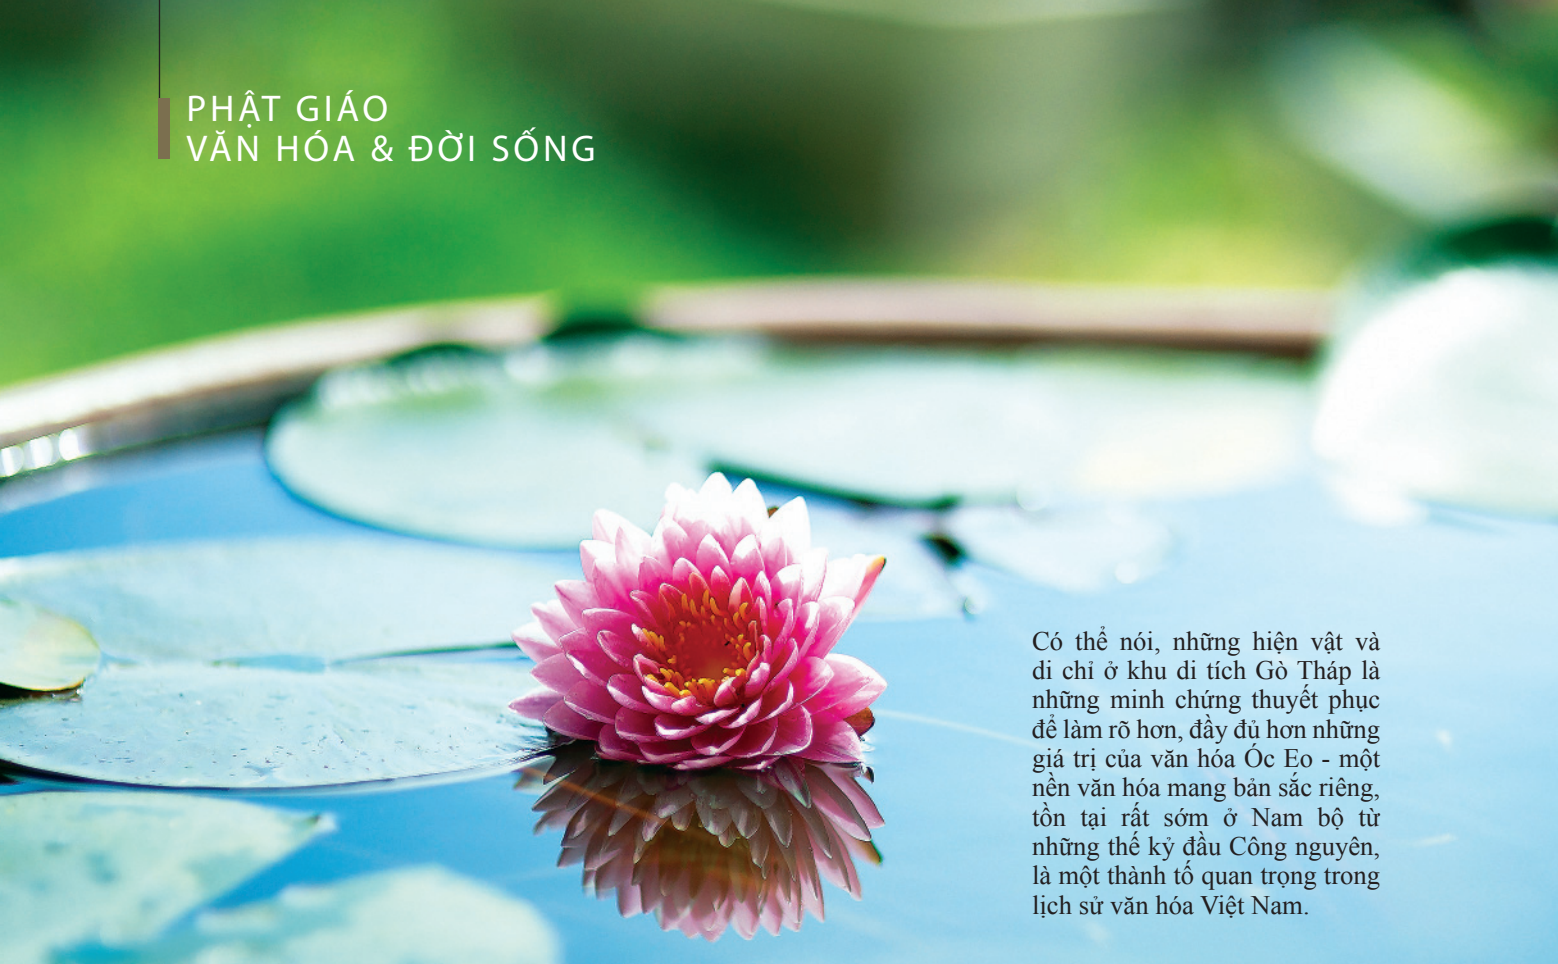 PHẬT GIÁO
VĂN HÓA & ĐỜI SỐNG
Có thể nói, những hiện vật và
di chỉ ở khu di tích Gò Tháp là
những minh chứng thuyết phục
để làm rõ hơn, đầy đủ hơn những
giá trị của văn hóa Óc Eo - một
nền văn hóa mang bản sắc riêng,
tồn tại rất sớm ở Nam bộ từ
những thế kỷ đầu Công nguyên,
là một thành tố quan trọng trong
lịch sử văn hóa Việt Nam.